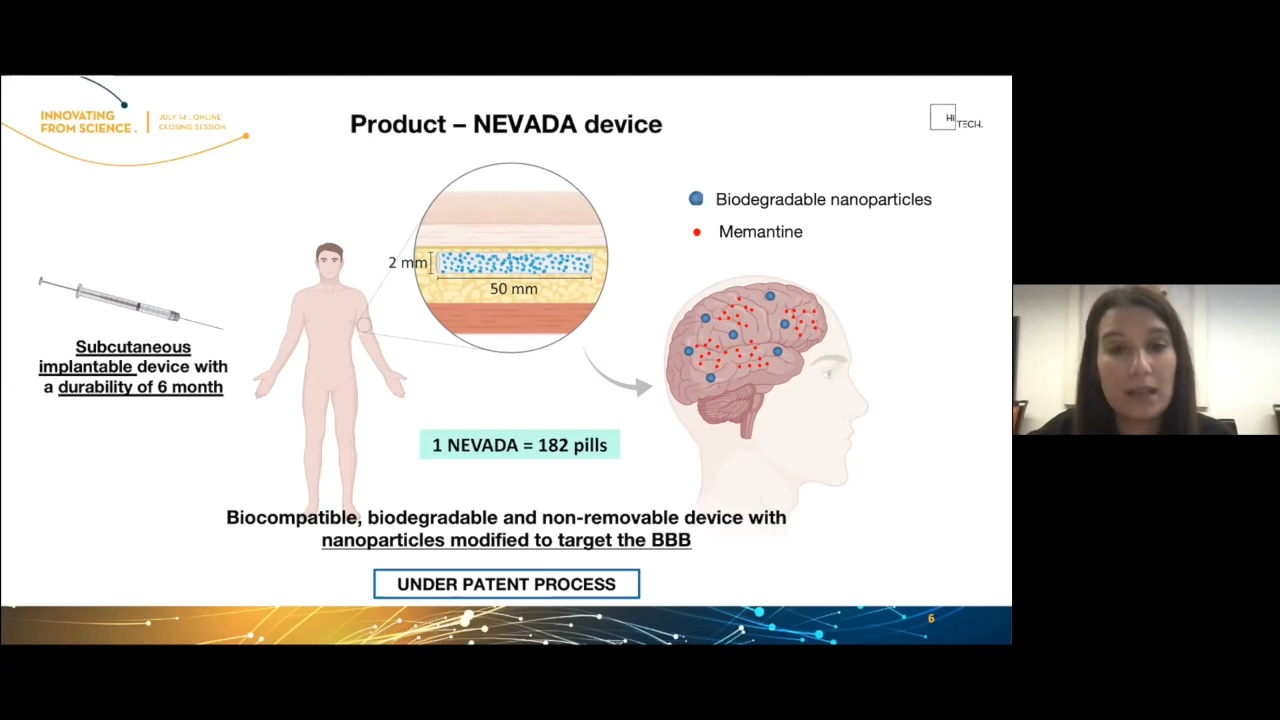 INNOVATING
FROM SCIENCE.
JULY 14 . ONLINE
CLOSING SESSION
Product – NEVADA device
Hi
TECH.
Biodegradable nanoparticles
Memantine
2 mm
50 mm
Subcutaneous
implantable device with
a durability of 6 month
1 NEVADA = 182 pills
Biocompatible, biodegradable and non-removable device with
nanoparticles modified to target the BBB
UNDER PATENT PROCESS
6